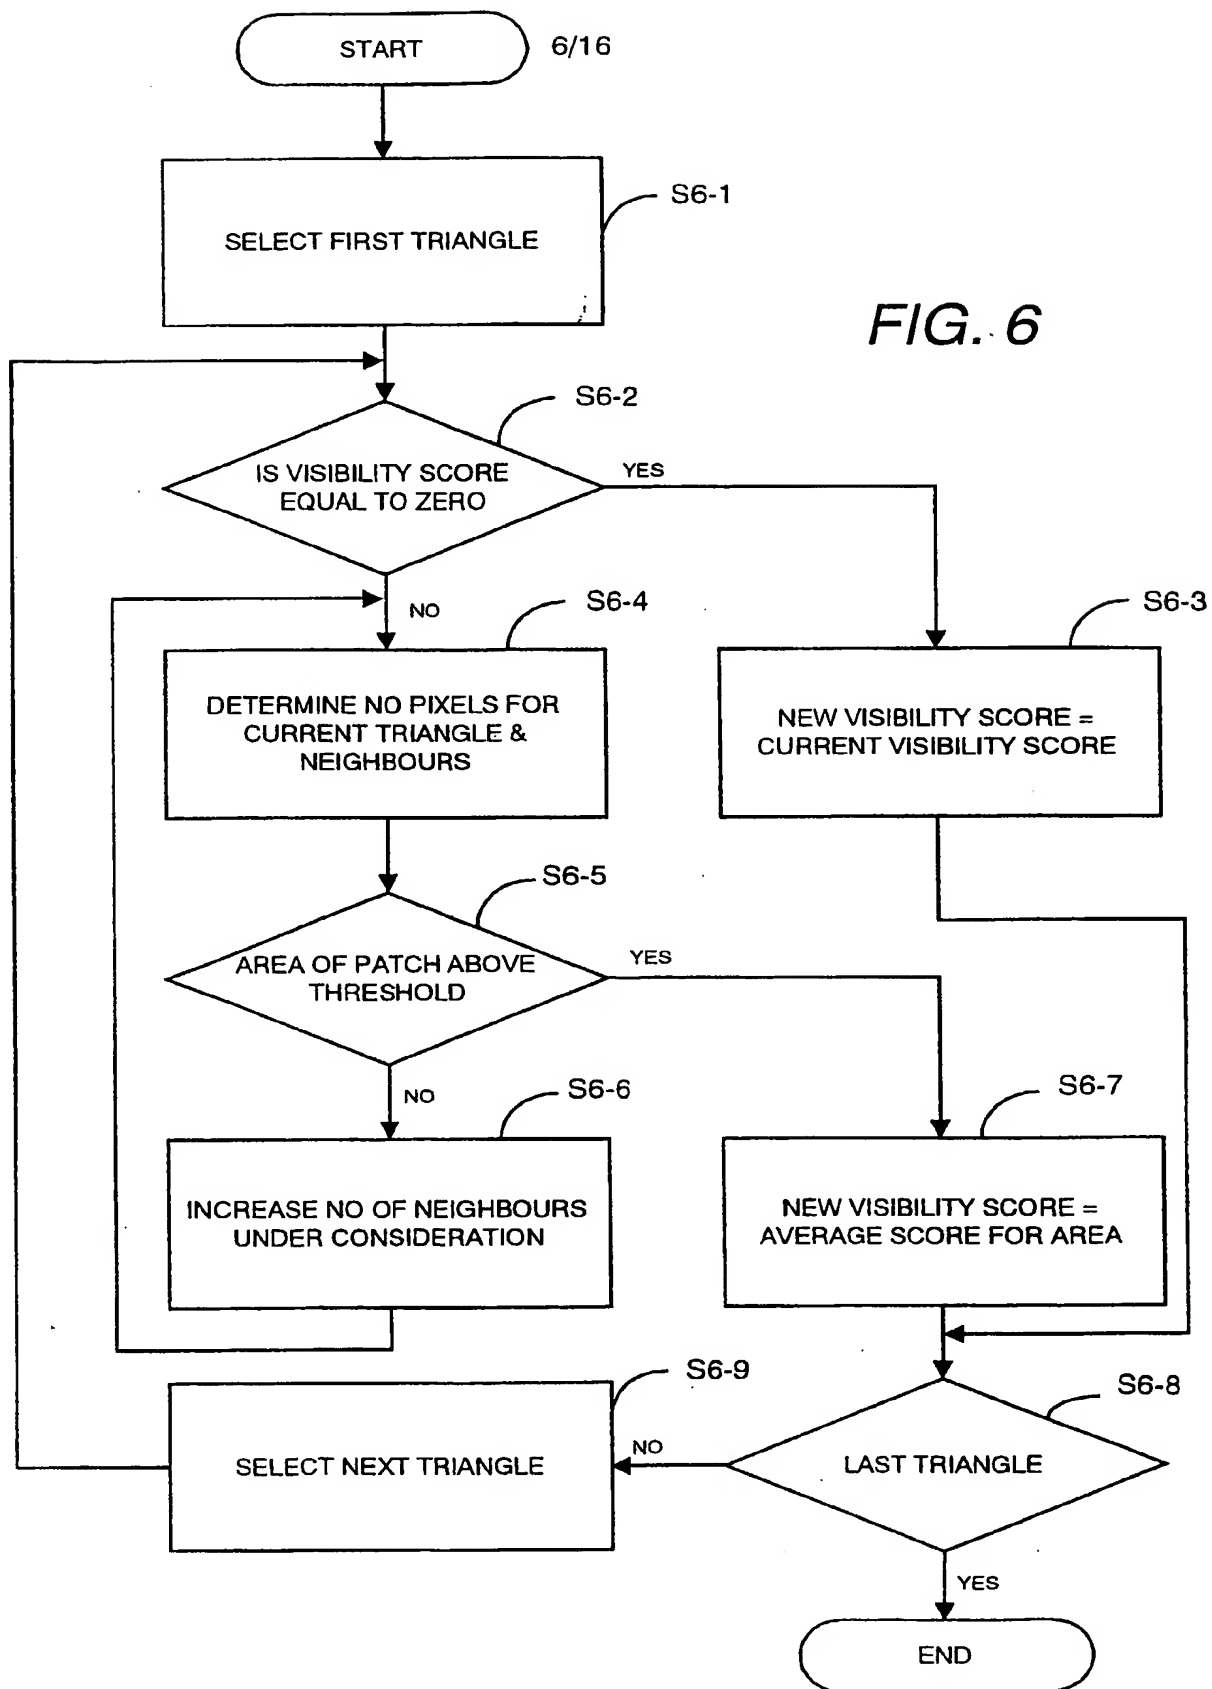 START
6/16
S6-1
SELECT FIRST TRIANGLE
FIG. 6
S6-2
IS VISIBILITY SCORE
EQUAL TO ZERO
YES
NO
S6-4
S6-3
DETERMINE NO PIXELS FOR
CURRENT TRIANGLE &
NEIGHBOURS
NEW VISIBILITY SCORE =
CURRENT VISIBILITY SCORE
S6-5
AREA OF PATCH ABOVE
THRESHOLD
YES
NO
S6-6
S6-7
INCREASE NO OF NEIGHBOURS
UNDER CONSIDERATION
NEW VISIBILITY SCORE =
AVERAGE SCORE FOR AREA
S6-9
S6-8
SELECT NEXT TRIANGLE
NO
LAST TRIANGLE
YES
END